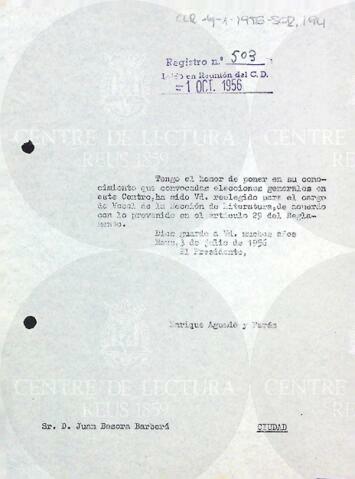 CLR-4-1-1956-SGR, 194
Registro n.º 503
Leído en Reunión del C. D.
=1 OCT. 1956
CENTRE DE LECTURA
REUS 1859
Tengo el honor de poner en su cono-
cimiento que convocadas elecciones generales en
este Centro,ha sido Vd. reelegido para el cargo
de Vocal de la Sección de Literatura,de acuerdo
con lo prevenido en el artículo 29 del Regla-
mento.
Dios guarde a Vd. muchos años
Reus,3 de julio de 1956
El Presidente,
Enrique Aguadé y Parés
CENTRE DE LECTURA
REUS 1859
Sr. D. Juan Basora Barberá
CIUDAD